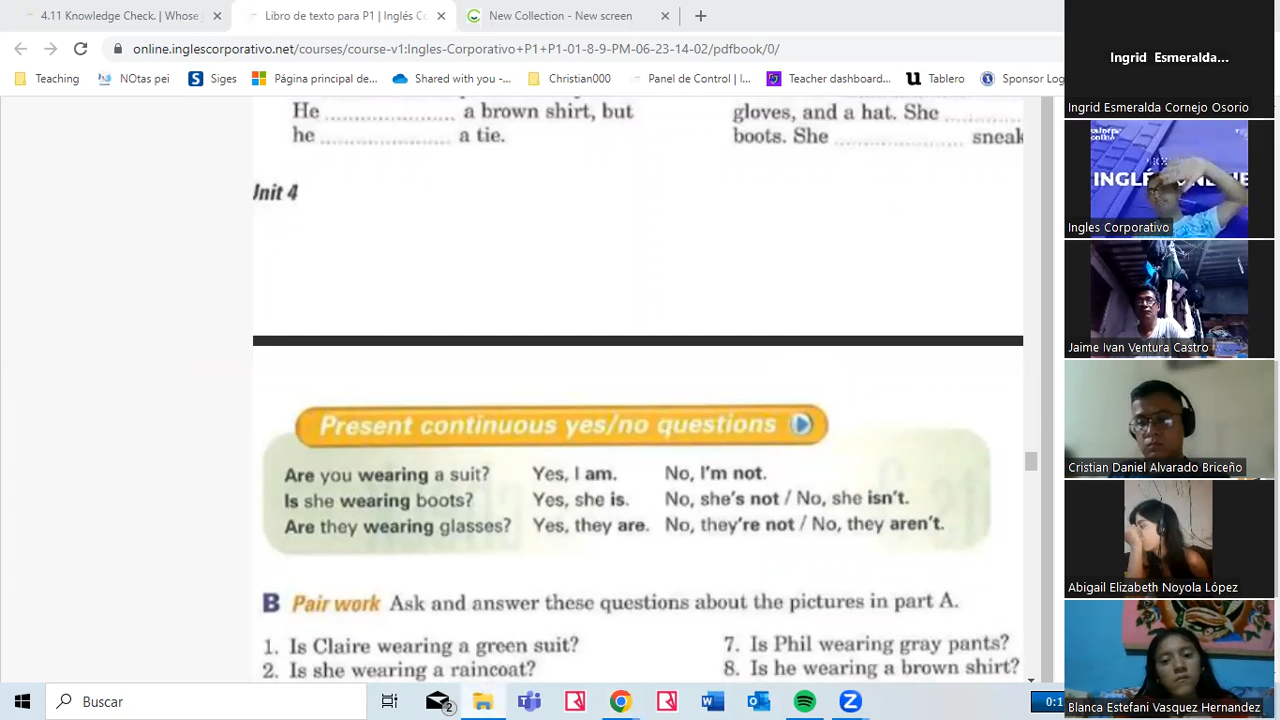 4.11 Knowledge Check. | Whose
Libro de texto para P1 | Inglés Co
New Collection - New screen
online.inglescorporativo.net/courses/course-v1:Ingles-Corporativo+P1+P1-01-8-9-PM-06-23-14-02/pdfbook/0/
Teaching
NOtas pei
Siges
Página principal de...
Shared with you -...
Christian000
Panel de Control | I...
Teacher dashboard...
Tablero
Sponsor Log
He .......................... a brown shirt, but
he .......................... a tie.
gloves, and a hat. She
boots. She .......................... sneak
Unit 4
Present continuous yes/no questions
Are you wearing a suit? Yes, I am. No, I'm not.
Is she wearing boots? Yes, she is. No, she's not / No, she isn't.
Are they wearing glasses? Yes, they are. No, they're not / No, they aren't.
B Pair work Ask and answer these questions about the pictures in part A.
1. Is Claire wearing a green suit?
2. Is she wearing a raincoat?
7. Is Phil wearing gray pants?
8. Is he wearing a brown shirt?
Buscar
2
0:1
Ingrid Esmeralda...
Ingrid Esmeralda Cornejo Osorio
Ingles Corporativo
Jaime Ivan Ventura Castro
Cristian Daniel Alvarado Briceño
Abigail Elizabeth Noyola López
Blanca Estefani Vasquez Hernandez